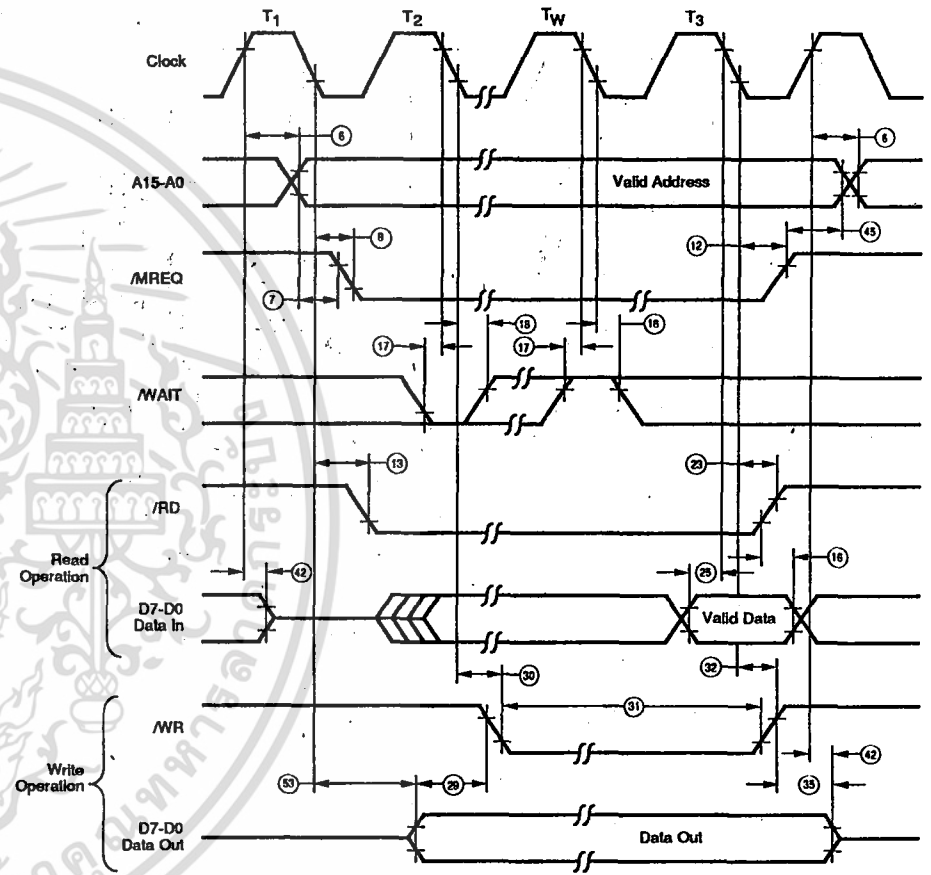 T1 T2 TW T3
Clock
6 6
A15-A0 Valid Address
8 12 45
/MREQ
7
18 18
17 17
/WAIT
13 23
/RD
Read
Operation
42 25 16
D7-D0
Data In
Valid Data
30 32
/WR
31
Write
Operation
42
53 29 35
D7-D0
Data Out
Data Out